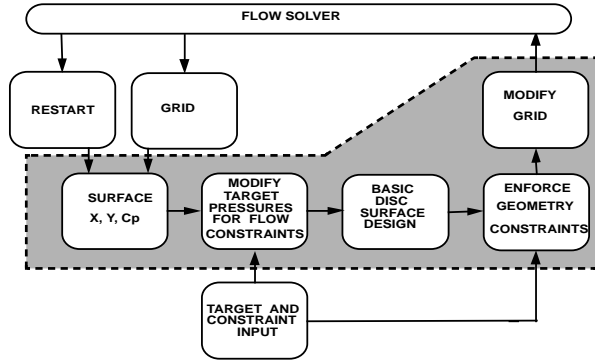 FLOW SOLVER
RESTART
GRID
MODIFY
GRID
SURFACE
X, Y, Cp
MODIFY
TARGET
PRESSURES
FOR FLOW
CONSTRAINTS
BASIC
DISC
SURFACE
DESIGN
ENFORCE
GEOMETRY
CONSTRAINTS
TARGET AND
CONSTRAINT
INPUT